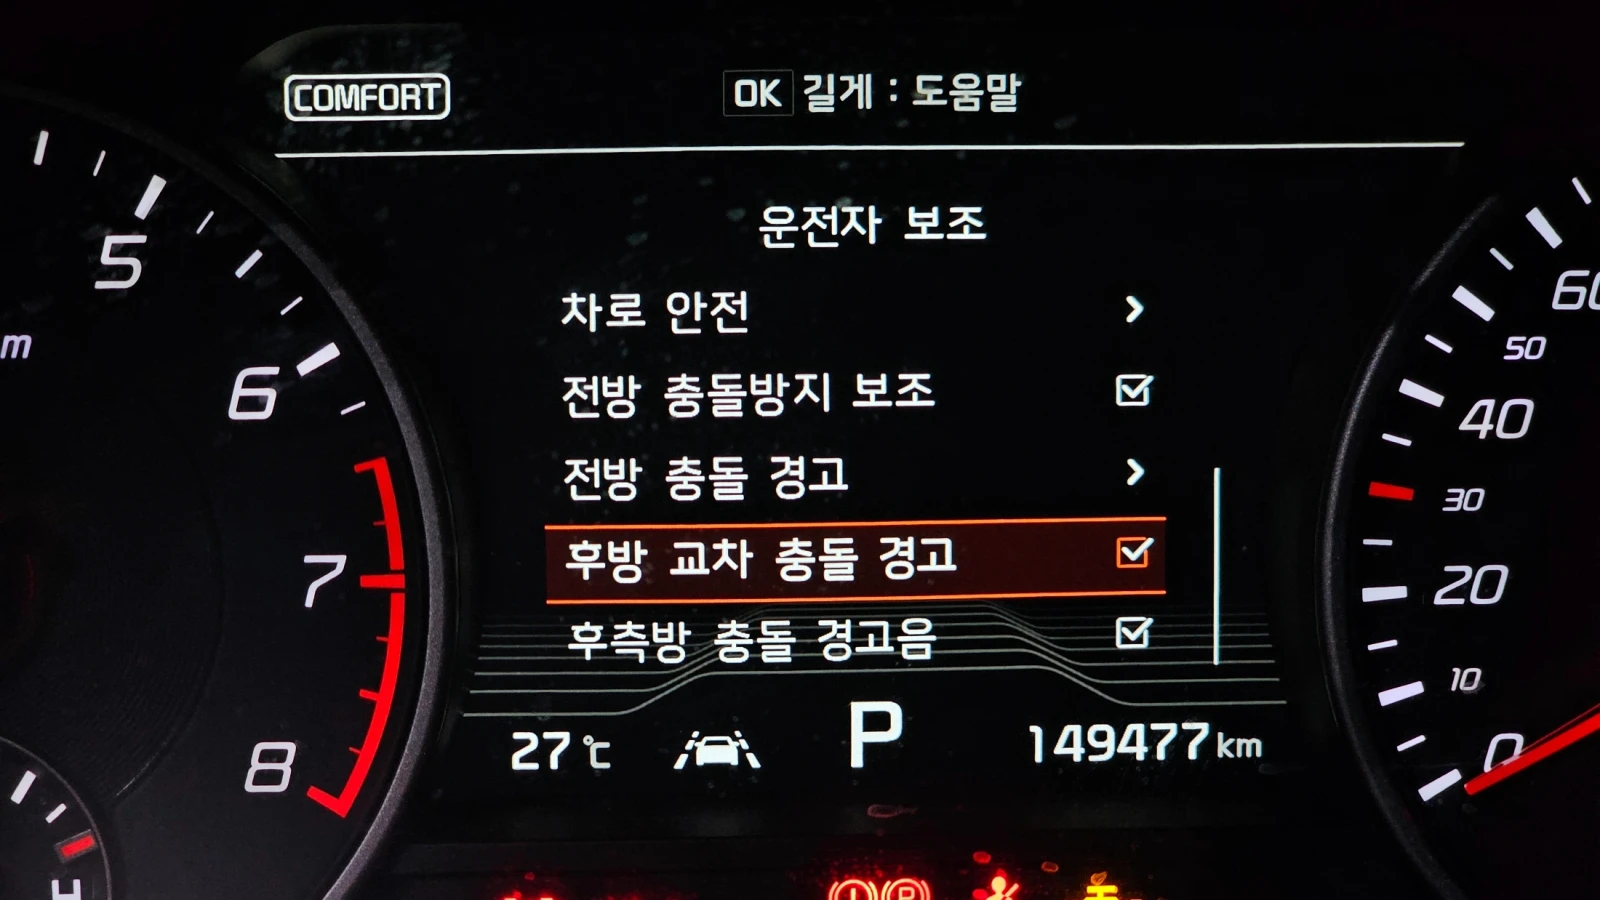 COMFORT
OK 길게 : 도움말
운전자 보조
차로 안전
전방 충돌방지 보조
전방 충돌 경고
후방 교차 충돌 경고
후측방 충돌 경고음
27 ℃
P
149477 km
5
6
7
8
m
H
60
50
40
30
20
10
0
P